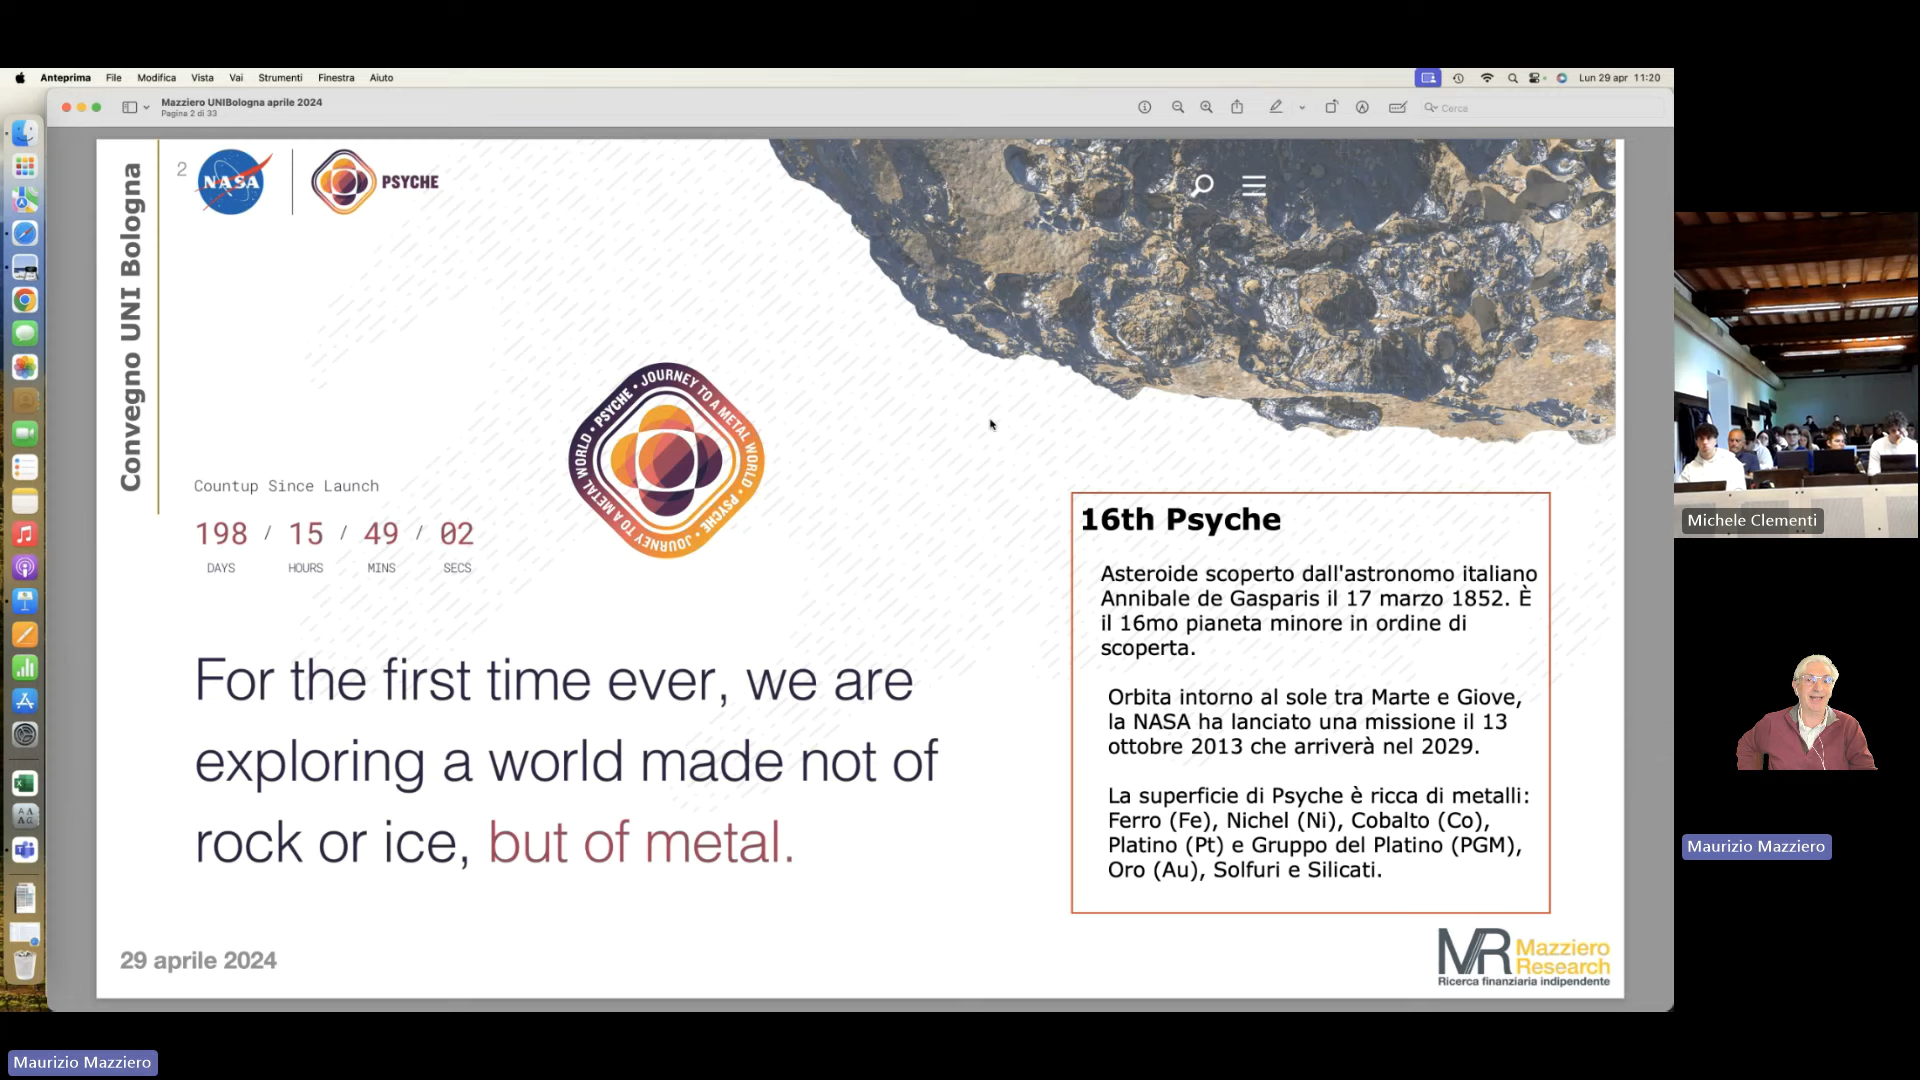 Anteprima File Modifica Vista Vai Strumenti Finestra Aiuto
Lun 29 apr 11:20
Mazziero UNIBologna aprile 2024
Pagina 2 di 33
Cerca
Convegno UNI Bologna
2
NASA
PSYCHE
JOURNEY TO A METAL WORLD • PSYCHE • JOURNEY TO A METAL WORLD • PSYCHE •
Countup Since Launch
198 / 15 / 49 / 02
DAYS HOURS MINS SECS
For the first time ever, we are
exploring a world made not of
rock or ice, but of metal.
16th Psyche
Asteroide scoperto dall'astronomo italiano
Annibale de Gasparis il 17 marzo 1852. È
il 16mo pianeta minore in ordine di
scoperta.
Orbita intorno al sole tra Marte e Giove,
la NASA ha lanciato una missione il 13
ottobre 2013 che arriverà nel 2029.
La superficie di Psyche è ricca di metalli:
Ferro (Fe), Nichel (Ni), Cobalto (Co),
Platino (Pt) e Gruppo del Platino (PGM),
Oro (Au), Solfuri e Silicati.
29 aprile 2024
MR Mazziero
Research
Ricerca finanziaria indipendente
Michele Clementi
Maurizio Mazziero
Maurizio Mazziero